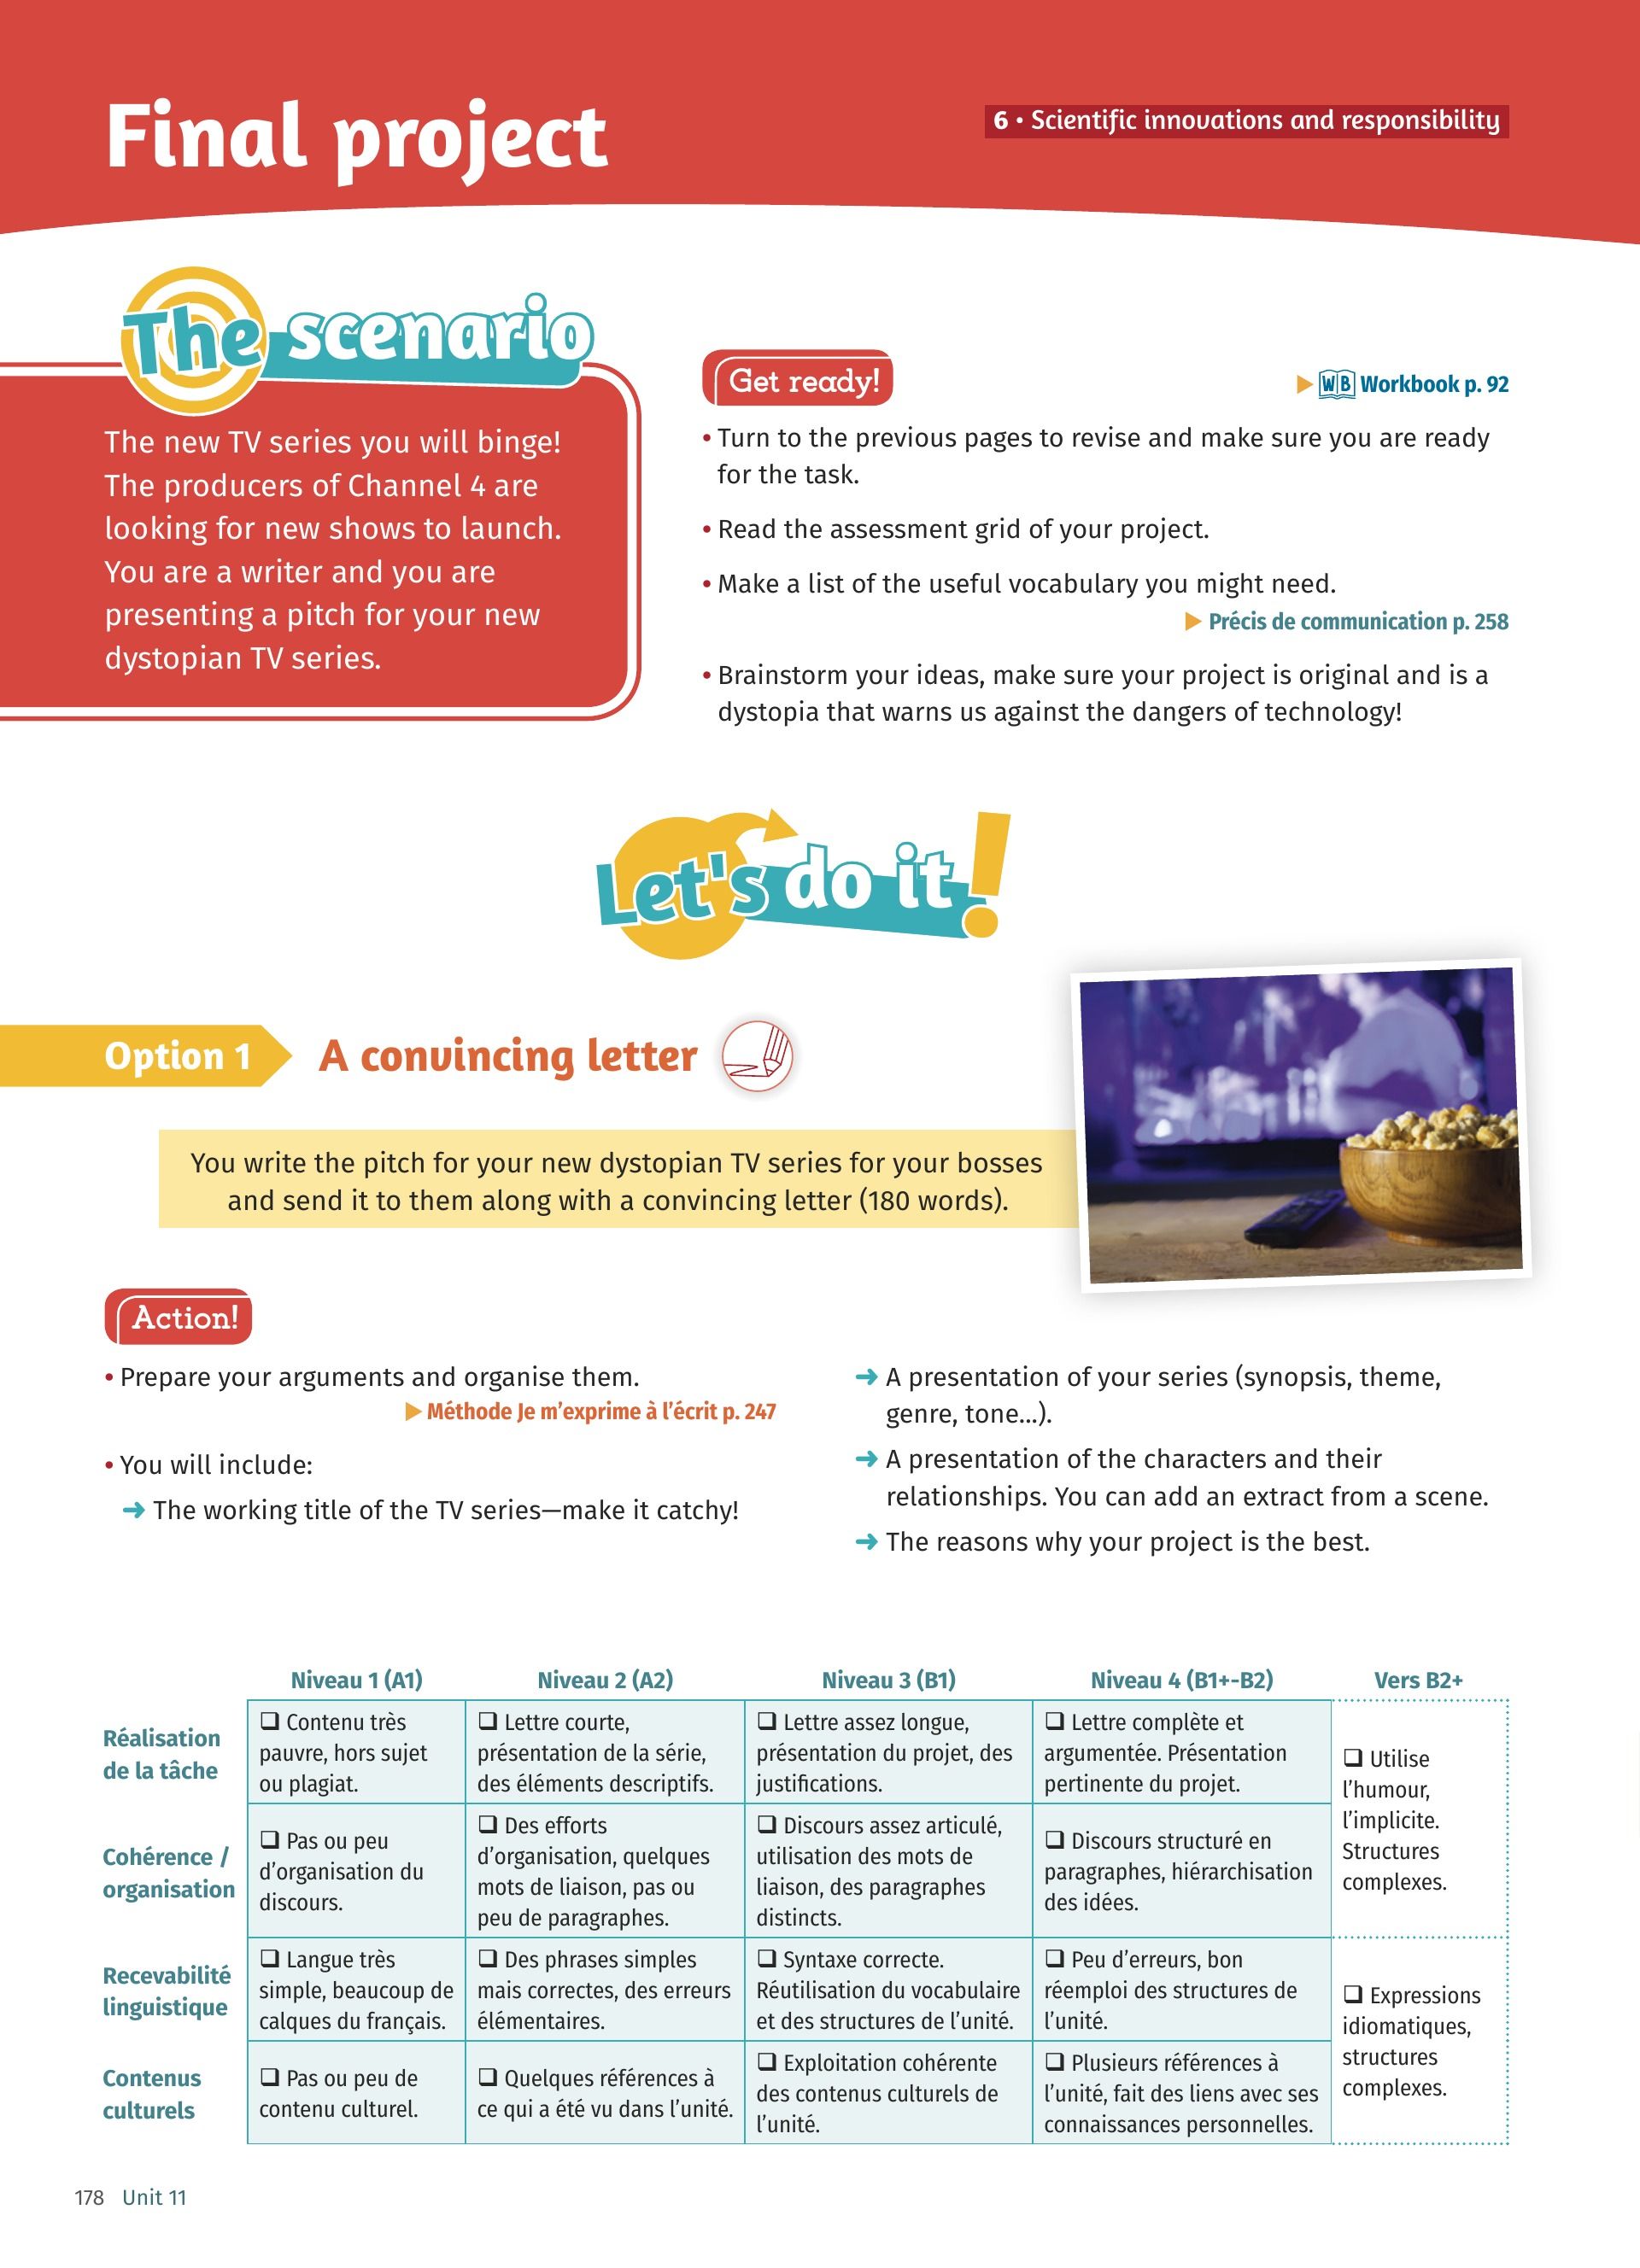 Final project
6 • Scientific innovations and responsibility
The scenario
The new TV series you will binge!
The producers of Channel 4 are
looking for new shows to launch.
You are a writer and you are
presenting a pitch for your new
dystopian TV series.
Get ready!
▶ WB Workbook p. 92
• Turn to the previous pages to revise and make sure you are ready
for the task.
• Read the assessment grid of your project.
• Make a list of the useful vocabulary you might need.
▶ Précis de communication p. 258
• Brainstorm your ideas, make sure your project is original and is a
dystopia that warns us against the dangers of technology!
Let's do it!
Option 1
A convincing letter
You write the pitch for your new dystopian TV series for your bosses
and send it to them along with a convincing letter (180 words).
Action!
• Prepare your arguments and organise them.
▶ Méthode Je m'exprime à l'écrit p. 247
• You will include:
➜ The working title of the TV series—make it catchy!
➜ A presentation of your series (synopsis, theme,
genre, tone...).
➜ A presentation of the characters and their
relationships. You can add an extract from a scene.
➜ The reasons why your project is the best.
Niveau 1 (A1)
Niveau 2 (A2)
Niveau 3 (B1)
Niveau 4 (B1+-B2)
Vers B2+
Réalisation
de la tâche
❑ Contenu très
pauvre, hors sujet
ou plagiat.
❑ Lettre courte,
présentation de la série,
des éléments descriptifs.
❑ Lettre assez longue,
présentation du projet, des
justifications.
❑ Lettre complète et
argumentée. Présentation
pertinente du projet.
❑ Utilise
l'humour,
l'implicite.
Structures
complexes.
Cohérence /
organisation
❑ Pas ou peu
d'organisation du
discours.
❑ Des efforts
d'organisation, quelques
mots de liaison, pas ou
peu de paragraphes.
❑ Discours assez articulé,
utilisation des mots de
liaison, des paragraphes
distincts.
❑ Discours structuré en
paragraphes, hiérarchisation
des idées.
Recevabilité
linguistique
❑ Langue très
simple, beaucoup de
calques du français.
❑ Des phrases simples
mais correctes, des erreurs
élémentaires.
❑ Syntaxe correcte.
Réutilisation du vocabulaire
et des structures de l'unité.
❑ Peu d'erreurs, bon
réemploi des structures de
l'unité.
❑ Expressions
idiomatiques,
structures
complexes.
Contenus
culturels
❑ Pas ou peu de
contenu culturel.
❑ Quelques références à
ce qui a été vu dans l'unité.
❑ Exploitation cohérente
des contenus culturels de
l'unité.
❑ Plusieurs références à
l'unité, fait des liens avec ses
connaissances personnelles.
178 Unit 11